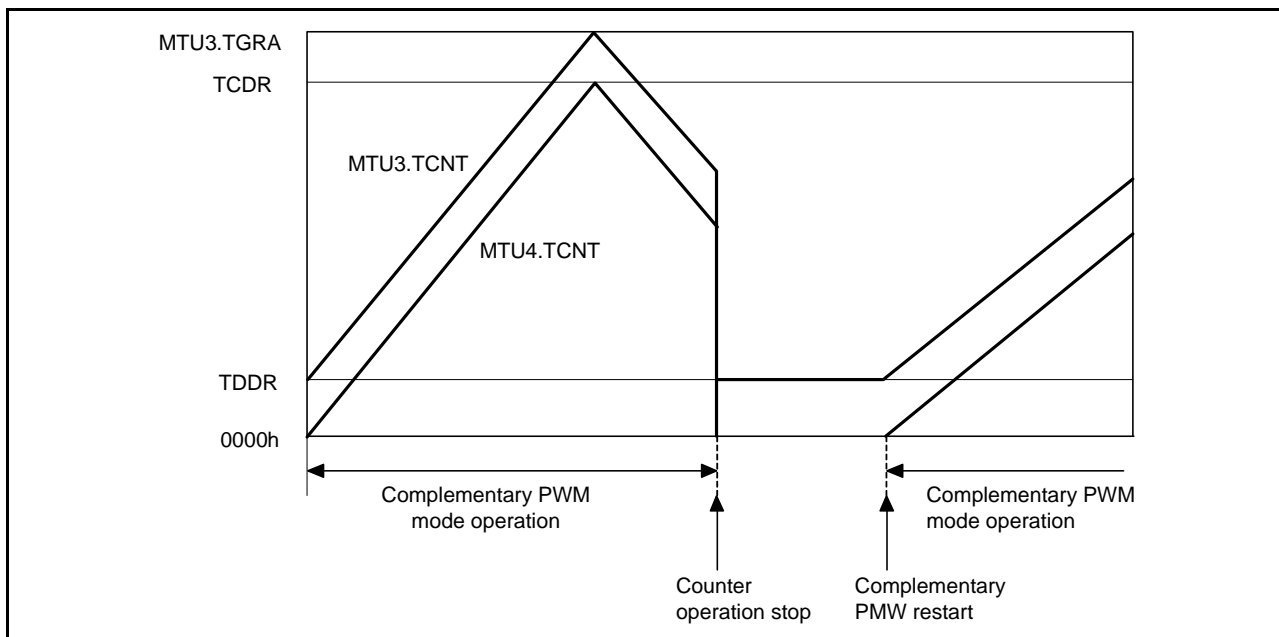 MTU3.TGRA
TCDR
MTU3.TCNT
MTU4.TCNT
TDDR
0000h
Complementary PWM
mode operation
Complementary PWM
mode operation
Counter
operation stop
Complementary
PMW restart